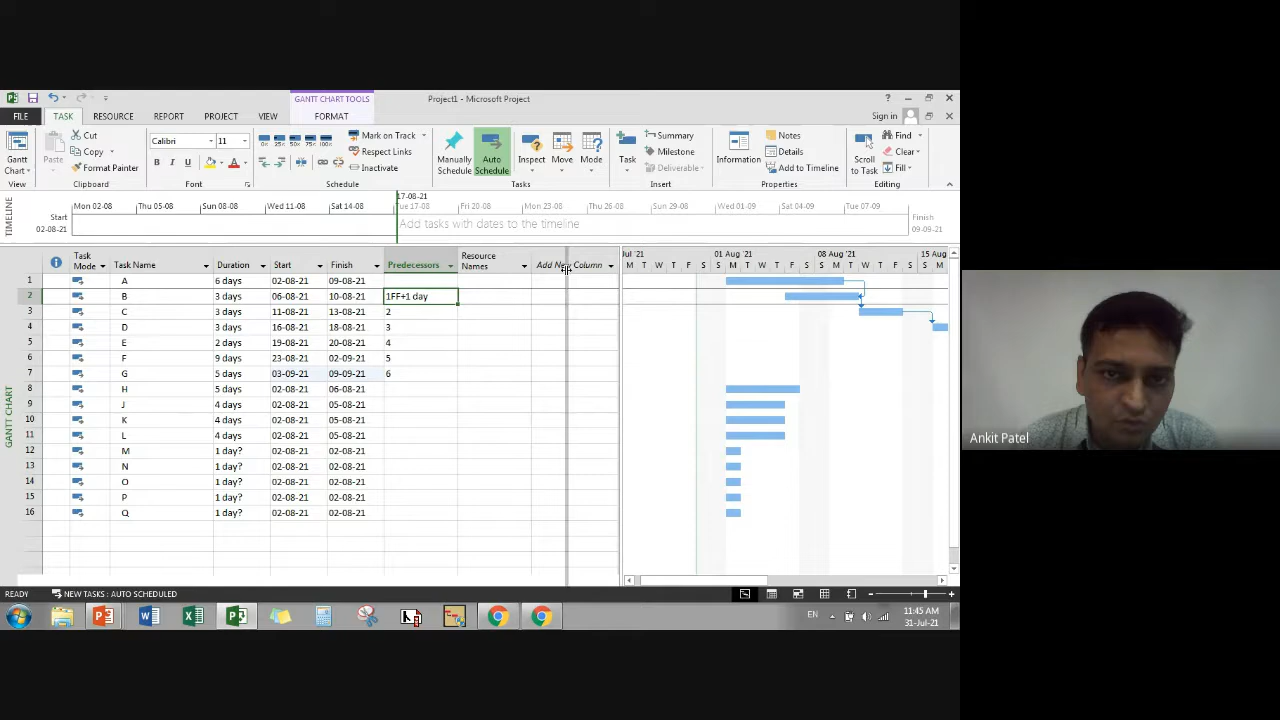 GANTT CHART TOOLS
Project1 - Microsoft Project
FILE TASK RESOURCE REPORT PROJECT VIEW FORMAT
Sign in
Gantt Chart
View
Paste
Cut
Copy
Format Painter
Clipboard
Calibri 11
B I U A
Font
0% 25% 50% 75% 100%
Mark on Track
Respect Links
Inactivate
Schedule
Manually Schedule
Auto Schedule
Inspect
Move
Mode
Tasks
Task
Summary
Milestone
Deliverable
Insert
Information
Notes
Details
Add to Timeline
Properties
Scroll to Task
Find
Clear
Fill
Editing
TIMELINE
17-08-21
Mon 02-08 Thu 05-08 Sun 08-08 Wed 11-08 Sat 14-08 Tue 17-08 Fri 20-08 Mon 23-08 Thu 26-08 Sun 29-08 Wed 01-09 Sat 04-09 Tue 07-09
Start
02-08-21
Add tasks with dates to the timeline
Finish
09-09-21
GANTT CHART
Task Mode Task Name Duration Start Finish Predecessors Resource Names Add New Column
Jul '21 01 Aug '21 08 Aug '21 15 Aug
M T W T F S S M T W T F S S M T W T F S S M
1 A 6 days 02-08-21 09-08-21
2 B 3 days 06-08-21 10-08-21 1FF+1 day
3 C 3 days 11-08-21 13-08-21 2
4 D 3 days 16-08-21 18-08-21 3
5 E 2 days 19-08-21 20-08-21 4
6 F 9 days 23-08-21 02-09-21 5
7 G 5 days 03-09-21 09-09-21 6
8 H 5 days 02-08-21 06-08-21
9 J 4 days 02-08-21 05-08-21
10 K 4 days 02-08-21 05-08-21
11 L 4 days 02-08-21 05-08-21
12 M 1 day? 02-08-21 02-08-21
13 N 1 day? 02-08-21 02-08-21
14 O 1 day? 02-08-21 02-08-21
15 P 1 day? 02-08-21 02-08-21
16 Q 1 day? 02-08-21 02-08-21
READY NEW TASKS : AUTO SCHEDULED
EN
11:45 AM
31-Jul-21
Ankit Patel